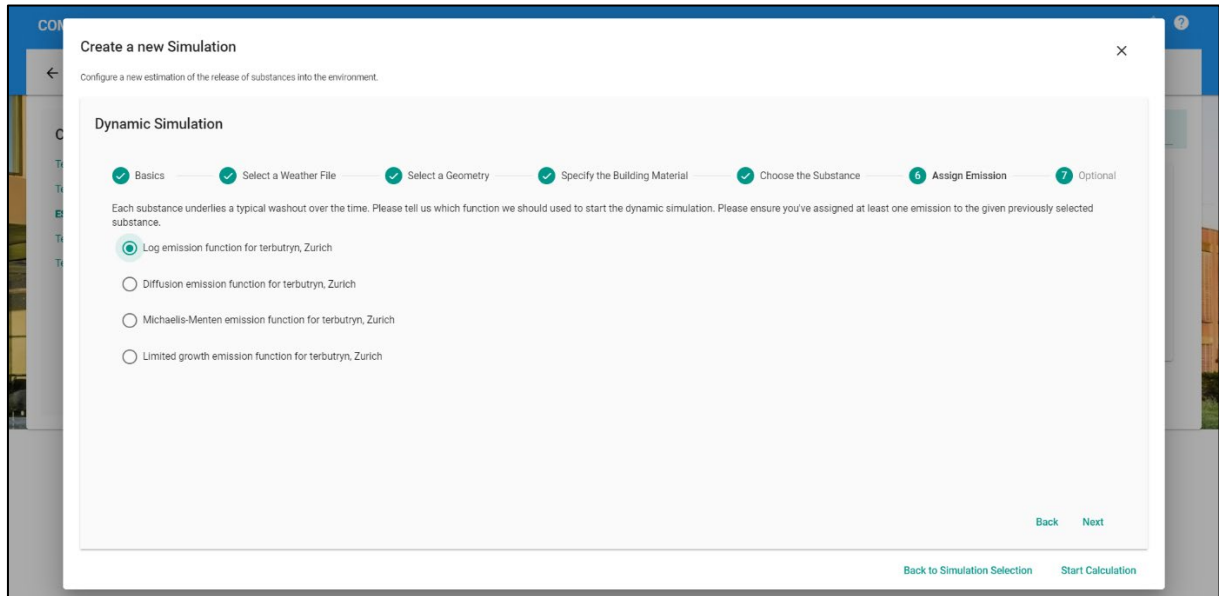 CON
Create a new Simulation
Configure a new estimation of the release of substances into the environment.
Dynamic Simulation
Basics
Select a Weather File
Select a Geometry
Specify the Building Material
Choose the Substance
6 Assign Emission
7 Optional
Each substance underlies a typical washout over the time. Please tell us which function we should used to start the dynamic simulation. Please ensure you've assigned at least one emission to the given previously selected
substance.
Log emission function for terbutryn, Zurich
Diffusion emission function for terbutryn, Zurich
Michaelis-Menten emission function for terbutryn, Zurich
Limited growth emission function for terbutryn, Zurich
Back Next
Back to Simulation Selection Start Calculation